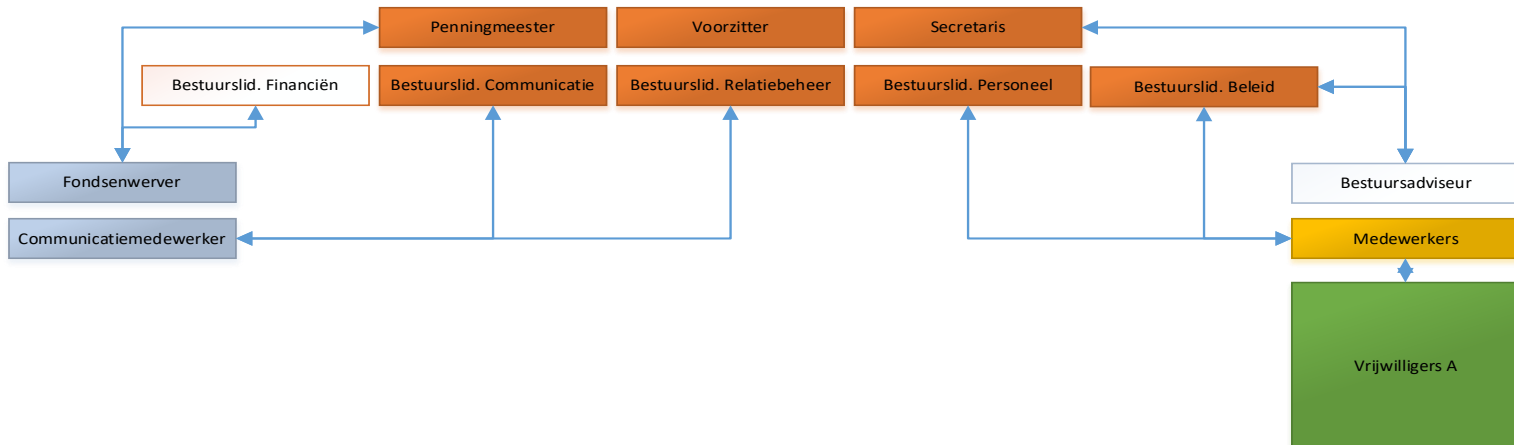 Penningmeester
Voorzitter
Secretaris
Bestuurslid. Financiën
Bestuurslid. Communicatie
Bestuurslid. Relatiebeheer
Bestuurslid. Personeel
Bestuurslid. Beleid
Fondsenwerver
Bestuursadviseur
Communicatiemedewerker
Medewerkers
Vrijwilligers A